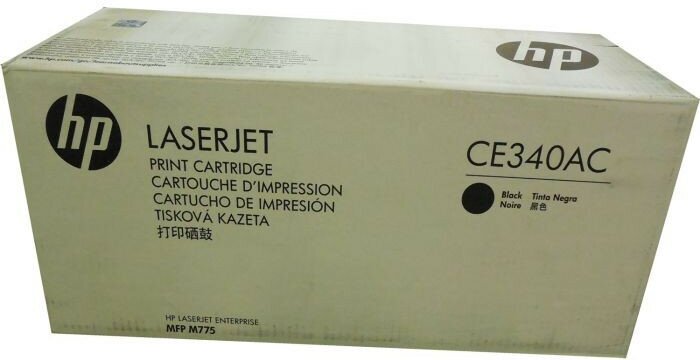 hp
hp
LASERJET
PRINT CARTRIDGE
CARTOUCHE D'IMPRESSION
CARTUCHO DE IMPRESIÓN
TISKOVÁ KAZETA
打印硒鼓
CE340AC
Black Tinta Negra
Noire 黑色
HP LASERJET ENTERPRISE
MFP M775